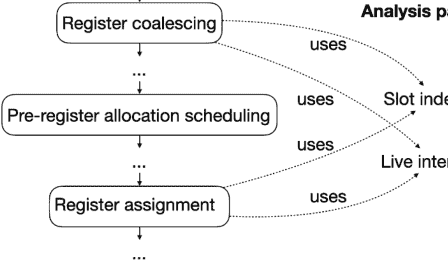 Analysis pa
Register coalescing
uses
...
Slot inde
uses
Pre-register allocation scheduling
uses
...
Live inter
Register assignment
uses
...